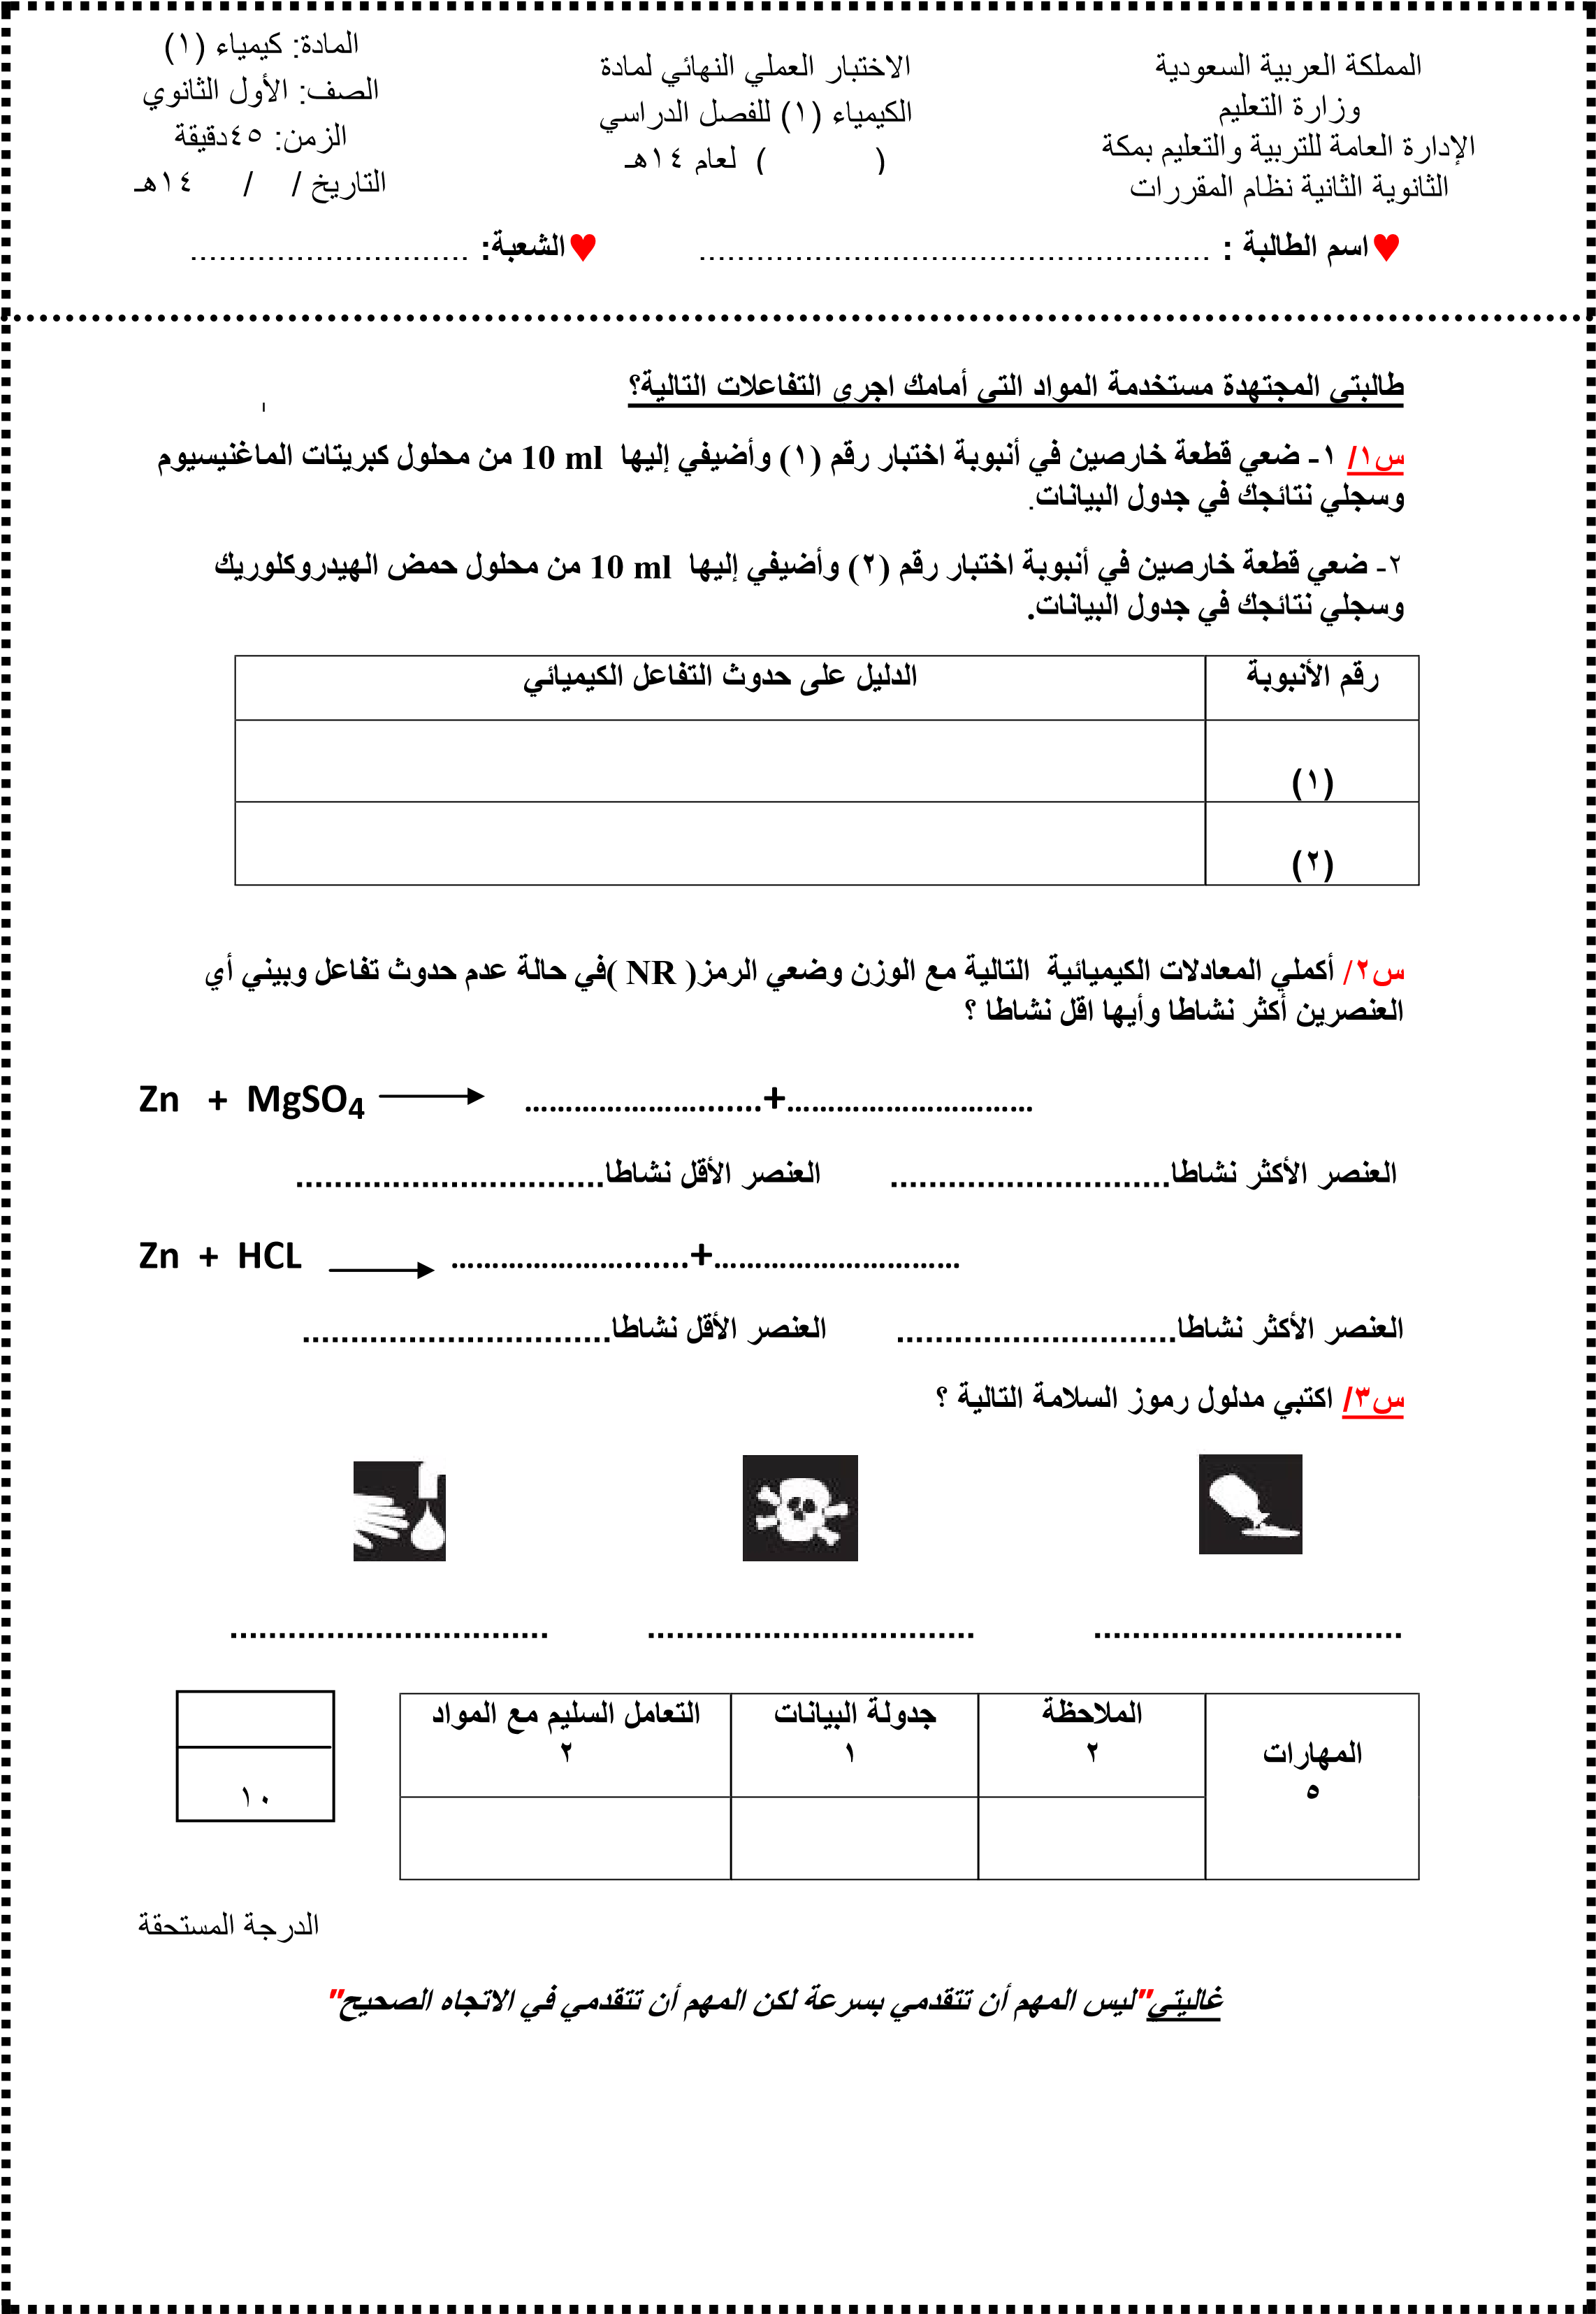 المملكة العربية السعودية
وزارة التعليم
الإدارة العامة للتربية والتعليم بمكة
الثانوية الثانية نظام المقررات
الاختبار العملي النهائي لمادة
الكيمياء (١) للفصل الدراسي
(            )  لعام ١٤هـ
المادة: كيمياء (١)
الصف: الأول الثانوي
الزمن: ٤٥دقيقة
التاريخ /    /     ١٤هـ
♥اسم الطالبة : ..................................................... ♥الشعبة: .............................
طالبتي المجتهدة مستخدمة المواد التي أمامك اجري التفاعلات التالية؟
س١/ ١- ضعي قطعة خارصين في أنبوبة اختبار رقم (١) وأضيفي إليها 10 ml من محلول كبريتات الماغنيسيوم
وسجلي نتائجك في جدول البيانات.
٢- ضعي قطعة خارصين في أنبوبة اختبار رقم (٢) وأضيفي إليها 10 ml من محلول حمض الهيدروكلوريك
وسجلي نتائجك في جدول البيانات.
رقم الأنبوبة الدليل على حدوث التفاعل الكيميائي
(١)
(٢)
س٢/ أكملي المعادلات الكيميائية التالية مع الوزن وضعي الرمز( NR )في حالة عدم حدوث تفاعل وبيني أي
العنصرين أكثر نشاطا وأيها اقل نشاطا ؟
Zn + MgSO4 ⟶ ............................+..............................
العنصر الأكثر نشاطا............................. العنصر الأقل نشاطا................................
Zn + HCL ⟶ ............................+..............................
العنصر الأكثر نشاطا............................. العنصر الأقل نشاطا................................
س٣/ اكتبي مدلول رموز السلامة التالية ؟
................................ .................................. .................................
المهارات
٥
الملاحظة
٢
جدولة البيانات
١
التعامل السليم مع المواد
٢
١٠
الدرجة المستحقة
غاليتي"ليس المهم أن تتقدمي بسرعة لكن المهم أن تتقدمي في الاتجاه الصحيح"